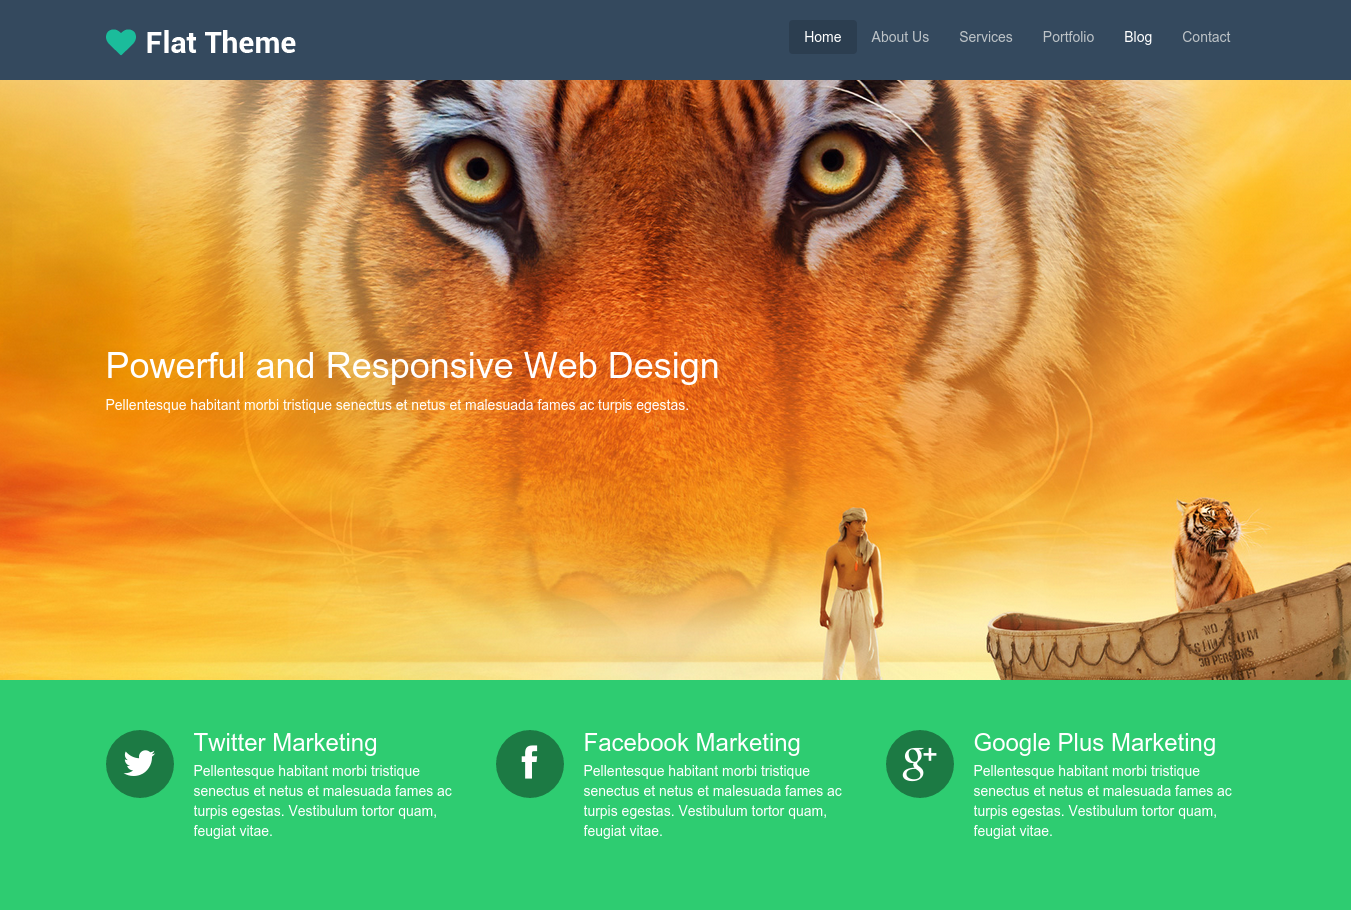 Flat Theme
Home About Us Services Portfolio Blog Contact
Powerful and Responsive Web Design
Pellentesque habitant morbi tristique senectus et netus et malesuada fames ac turpis egestas.
NO.
30 PERSONS
Twitter Marketing
Pellentesque habitant morbi tristique
senectus et netus et malesuada fames ac
turpis egestas. Vestibulum tortor quam,
feugiat vitae.
Facebook Marketing
Pellentesque habitant morbi tristique
senectus et netus et malesuada fames ac
turpis egestas. Vestibulum tortor quam,
feugiat vitae.
Google Plus Marketing
Pellentesque habitant morbi tristique
senectus et netus et malesuada fames ac
turpis egestas. Vestibulum tortor quam,
feugiat vitae.